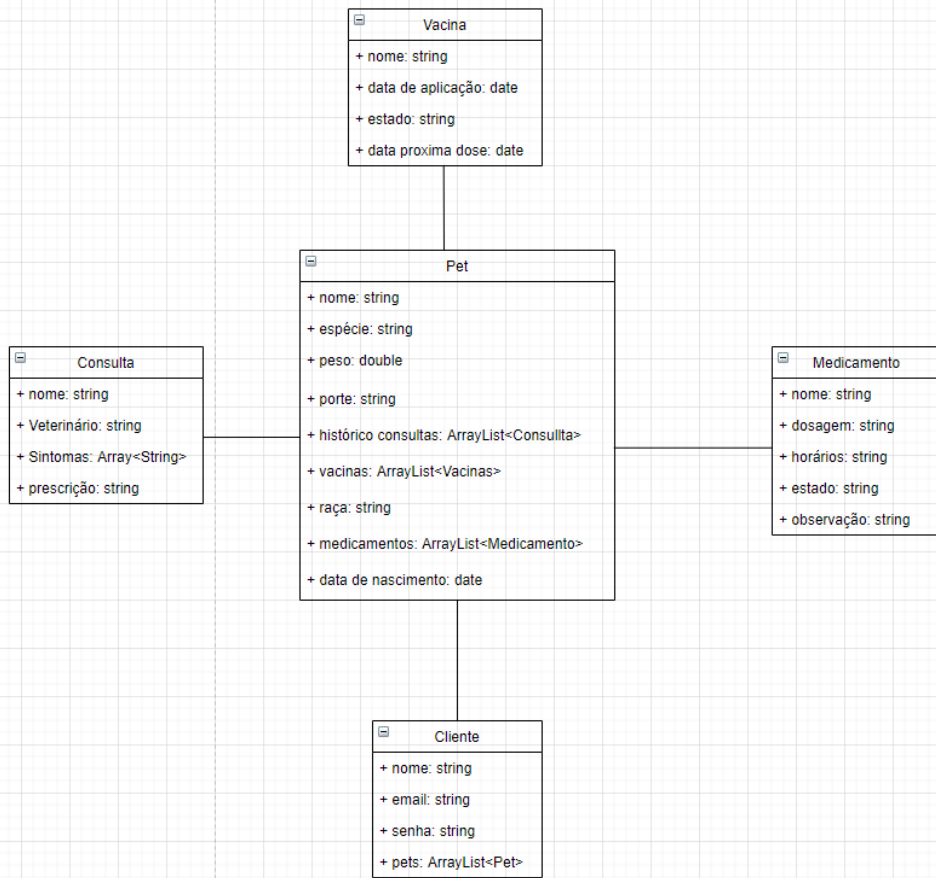 Vacina
+ nome: string
+ data de aplicação: date
+ estado: string
+ data proxima dose: date
Pet
+ nome: string
+ espécie: string
+ peso: double
+ porte: string
+ histórico consultas: ArrayList<Consullta>
+ vacinas: ArrayList<Vacinas>
+ raça: string
+ medicamentos: ArrayList<Medicamento>
+ data de nascimento: date
Consulta
+ nome: string
+ Veterinário: string
+ Sintomas: Array<String>
+ prescrição: string
Medicamento
+ nome: string
+ dosagem: string
+ horários: string
+ estado: string
+ observação: string
Cliente
+ nome: string
+ email: string
+ senha: string
+ pets: ArrayList<Pet>